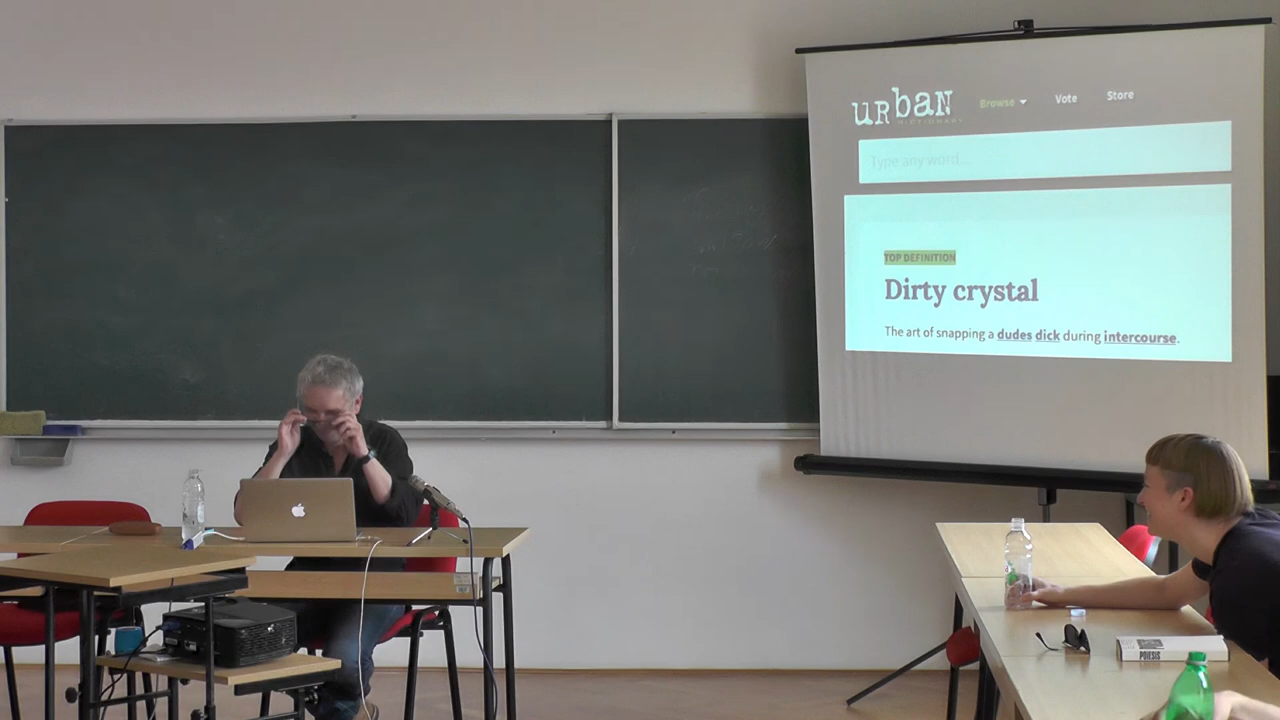 urban
DICTIONARY
Browse
Vote
Store
Type any word...
TOP DEFINITION
Dirty crystal
The art of snapping a dudes dick during intercourse.
POIESIS